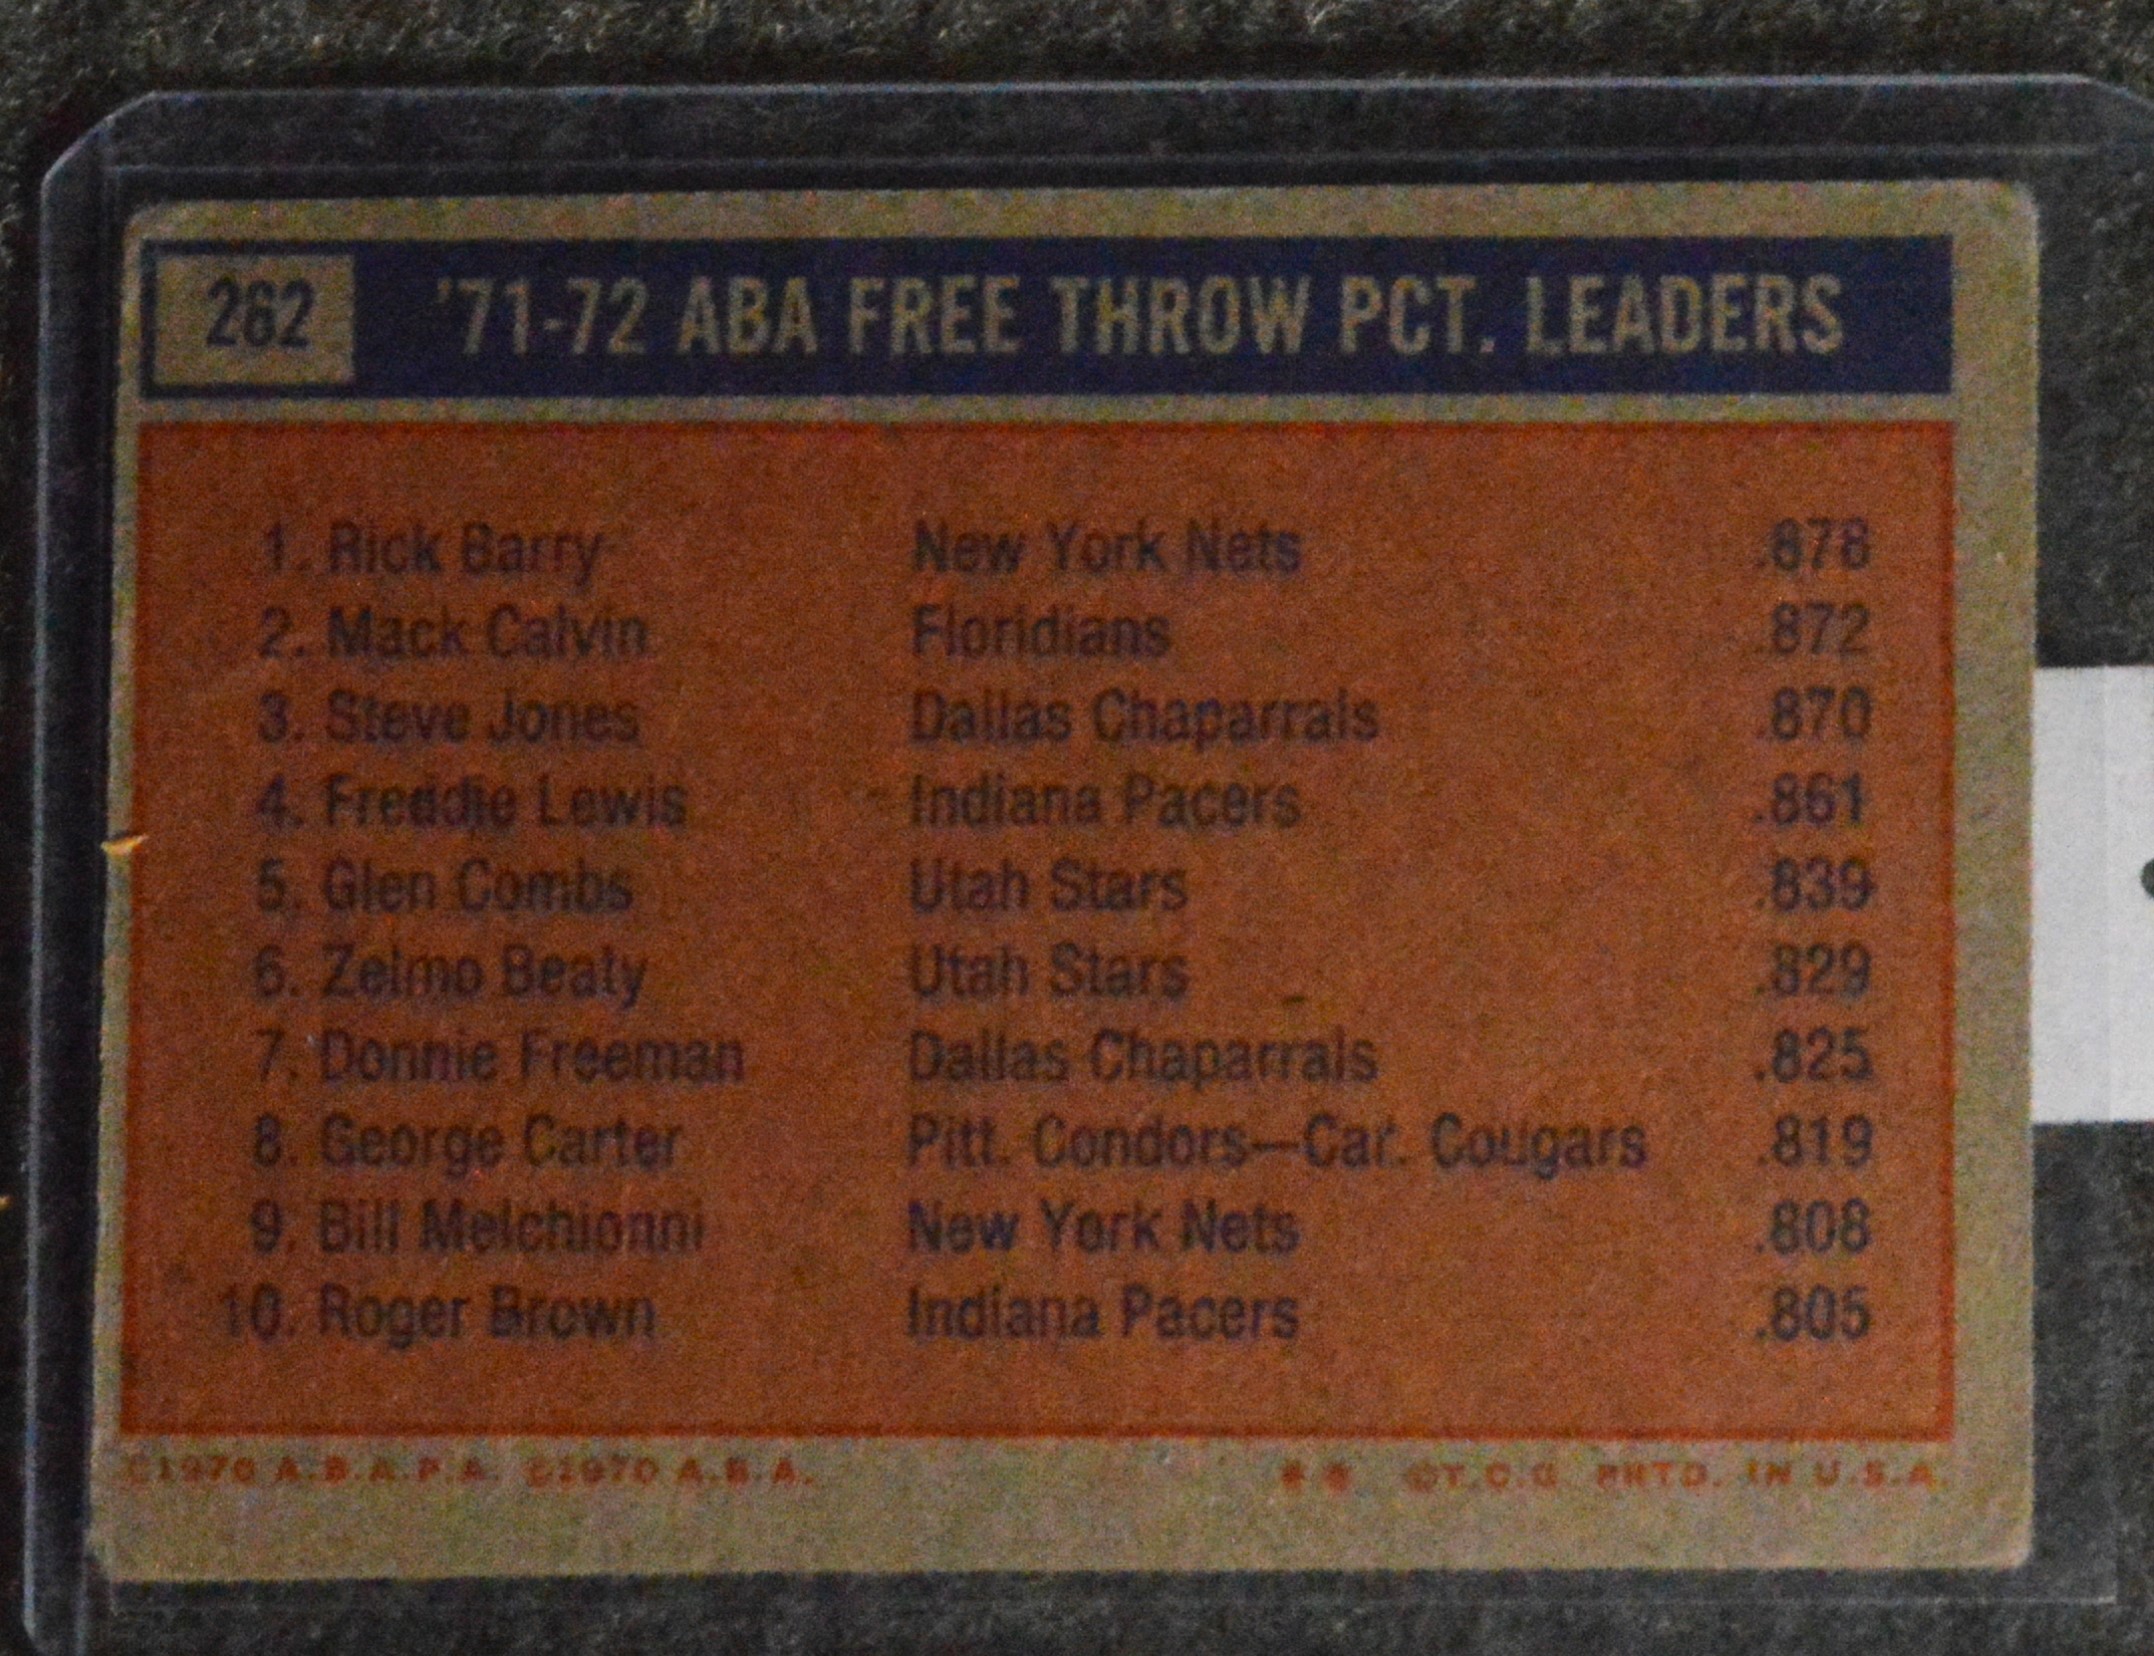 262 '71-72 ABA FREE THROW PCT. LEADERS
1. Rick Barry New York Nets .878
2. Mack Calvin Floridians .872
3. Steve Jones Dallas Chaparrals .870
4. Freddie Lewis Indiana Pacers .861
5. Glen Combs Utah Stars .839
6. Zelmo Beaty Utah Stars .829
7. Donnie Freeman Dallas Chaparrals .825
8. George Carter Pitt. Condors—Car. Cougars .819
9. Bill Melchionni New York Nets .808
10. Roger Brown Indiana Pacers .805
©1970 A.B.A.P.A. ©1970 A.B.A. ** ©T.C.G. PRTD. IN U.S.A.